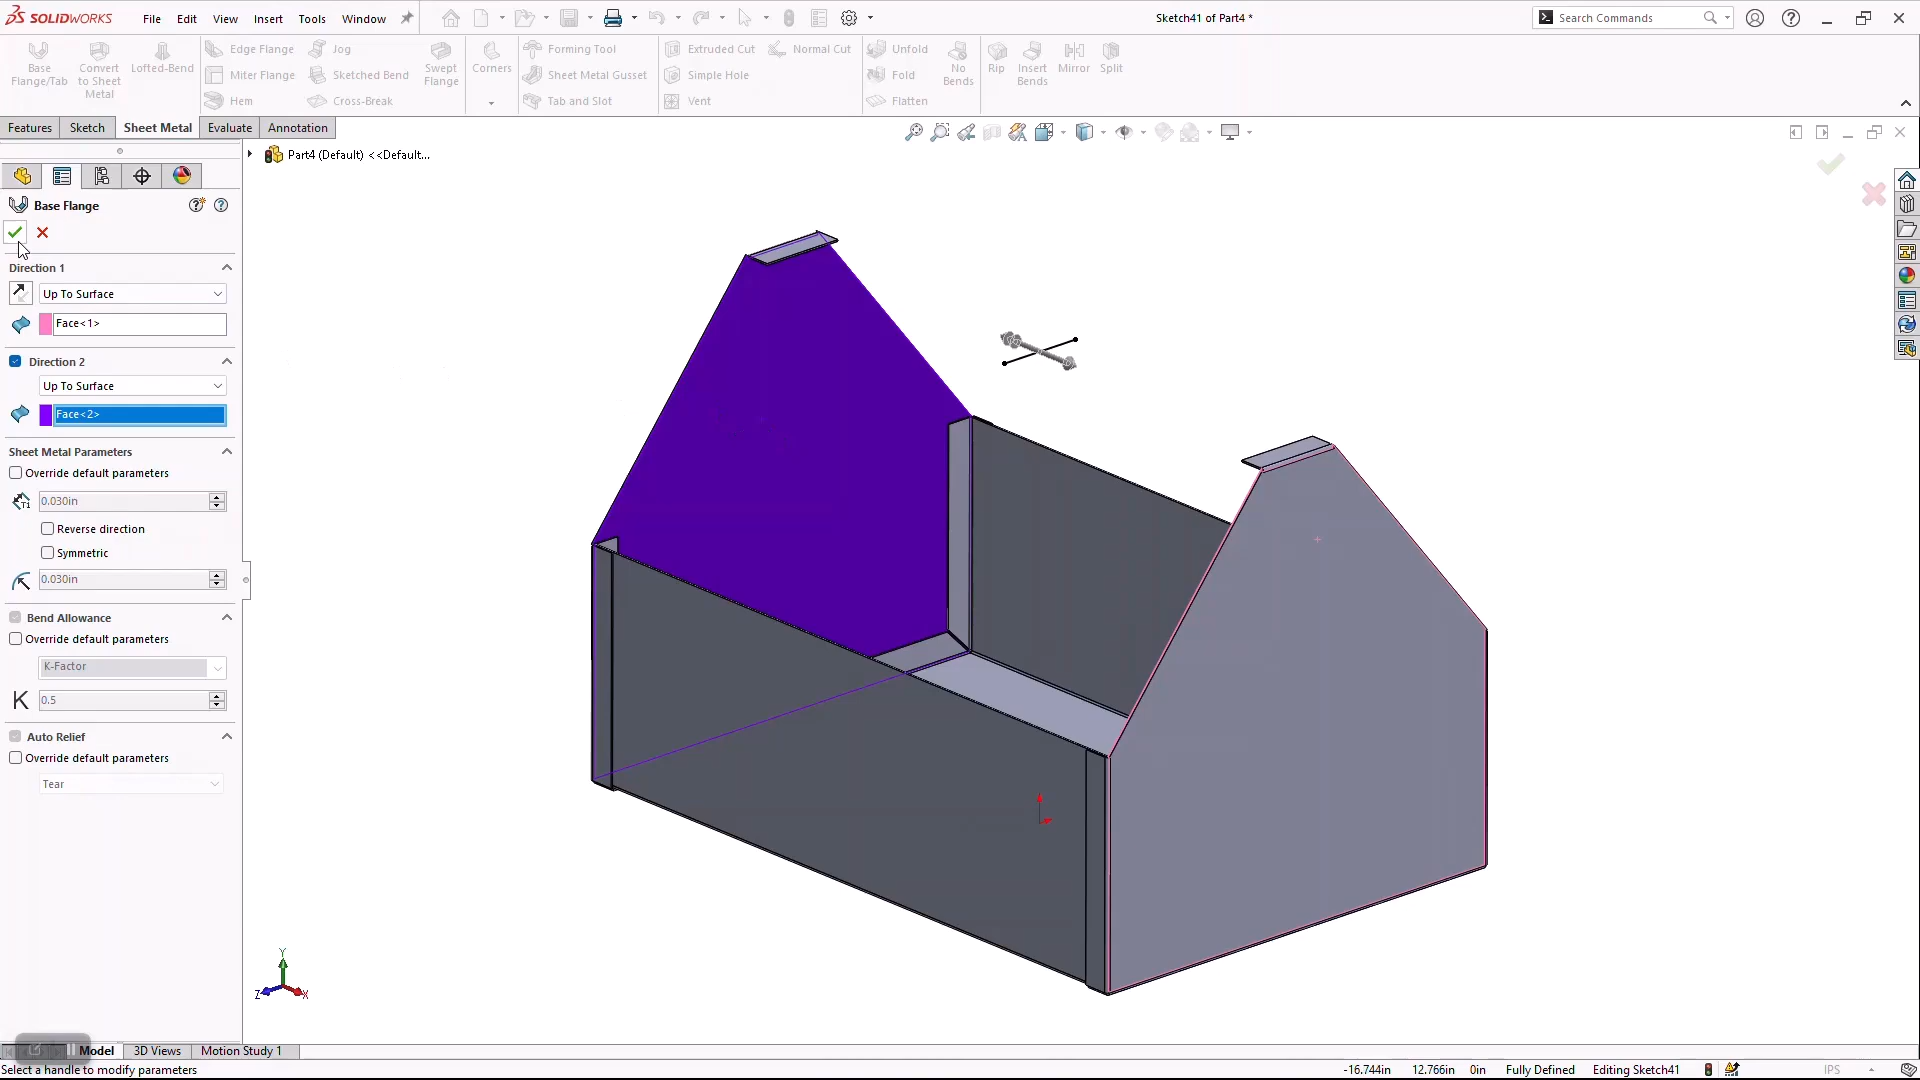 SOLIDWORKS
File Edit View Insert Tools Window
Sketch41 of Part4 *
Search Commands
Base Flange/Tab
Convert to Sheet Metal
Lofted-Bend
Edge Flange
Miter Flange
Hem
Jog
Sketched Bend
Cross-Break
Swept Flange
Corners
Forming Tool
Sheet Metal Gusset
Tab and Slot
Extruded Cut
Simple Hole
Vent
Normal Cut
Unfold
Fold
Flatten
No Bends
Rip
Insert Bends
Mirror
Split
Features Sketch Sheet Metal Evaluate Annotation
Part4 (Default) <<Default...
Base Flange
Direction 1
Up To Surface
Face<1>
Direction 2
Up To Surface
Face<2>
Sheet Metal Parameters
Override default parameters
T1
0.030in
Reverse direction
Symmetric
0.030in
Bend Allowance
Override default parameters
K-Factor
K 0.5
Auto Relief
Override default parameters
Tear
Y
Z X
Model 3D Views Motion Study 1
Select a handle to modify parameters
-16.744in 12.766in 0in Fully Defined Editing Sketch41 IPS